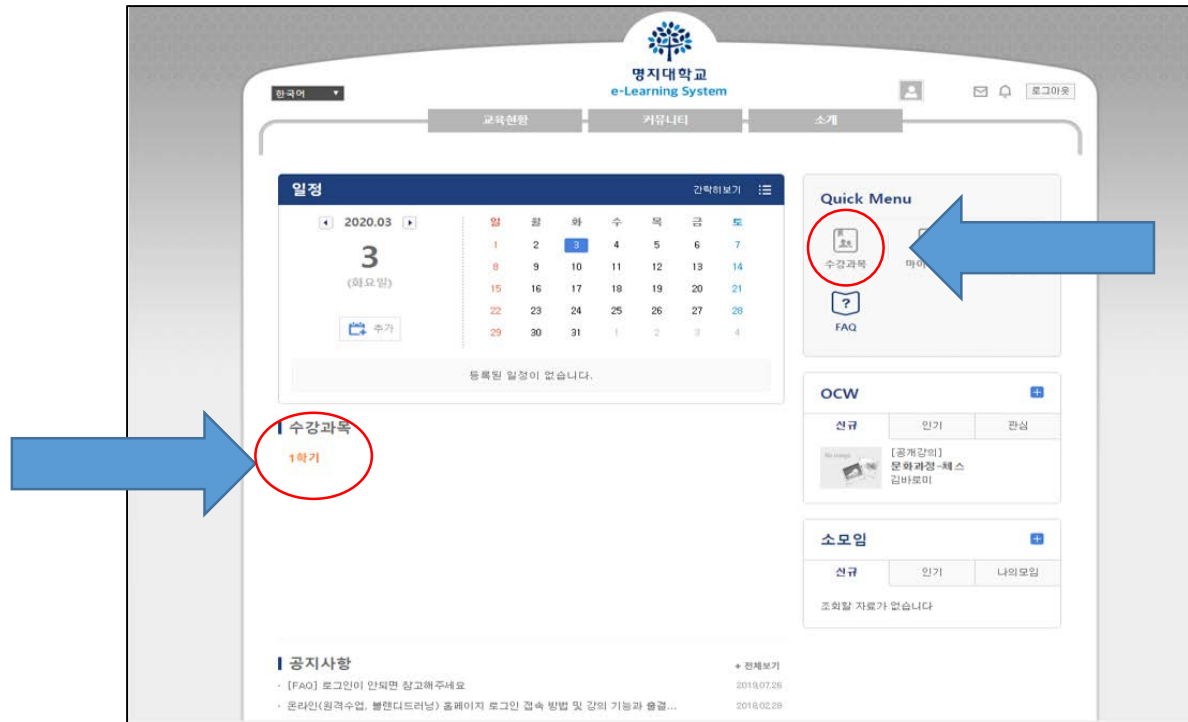 명지대학교
e-Learning System
한국어
로그아웃
교육현황 커뮤니티 소개
일정
간략히보기
2020.03
3
(화요일)
추가
일 월 화 수 목 금 토
1 2 3 4 5 6 7
8 9 10 11 12 13 14
15 16 17 18 19 20 21
22 23 24 25 26 27 28
29 30 31 1 2 3 4
등록된 일정이 없습니다.
수강과목
1학기
공지사항
+ 전체보기
· [FAQ] 로그인이 안되면 참고해주세요 2019.07.26
· 온라인(원격수업, 블렌디드러닝) 홈페이지 로그인 접속 방법 및 강의 기능과 출결... 2018.02.28
Quick Menu
수강과목
FAQ
OCW
신규 인기 관심
No Image
[공개강의]
문화과정-체스
김바로미
소모임
신규 인기 나의모임
조회할 자료가 없습니다